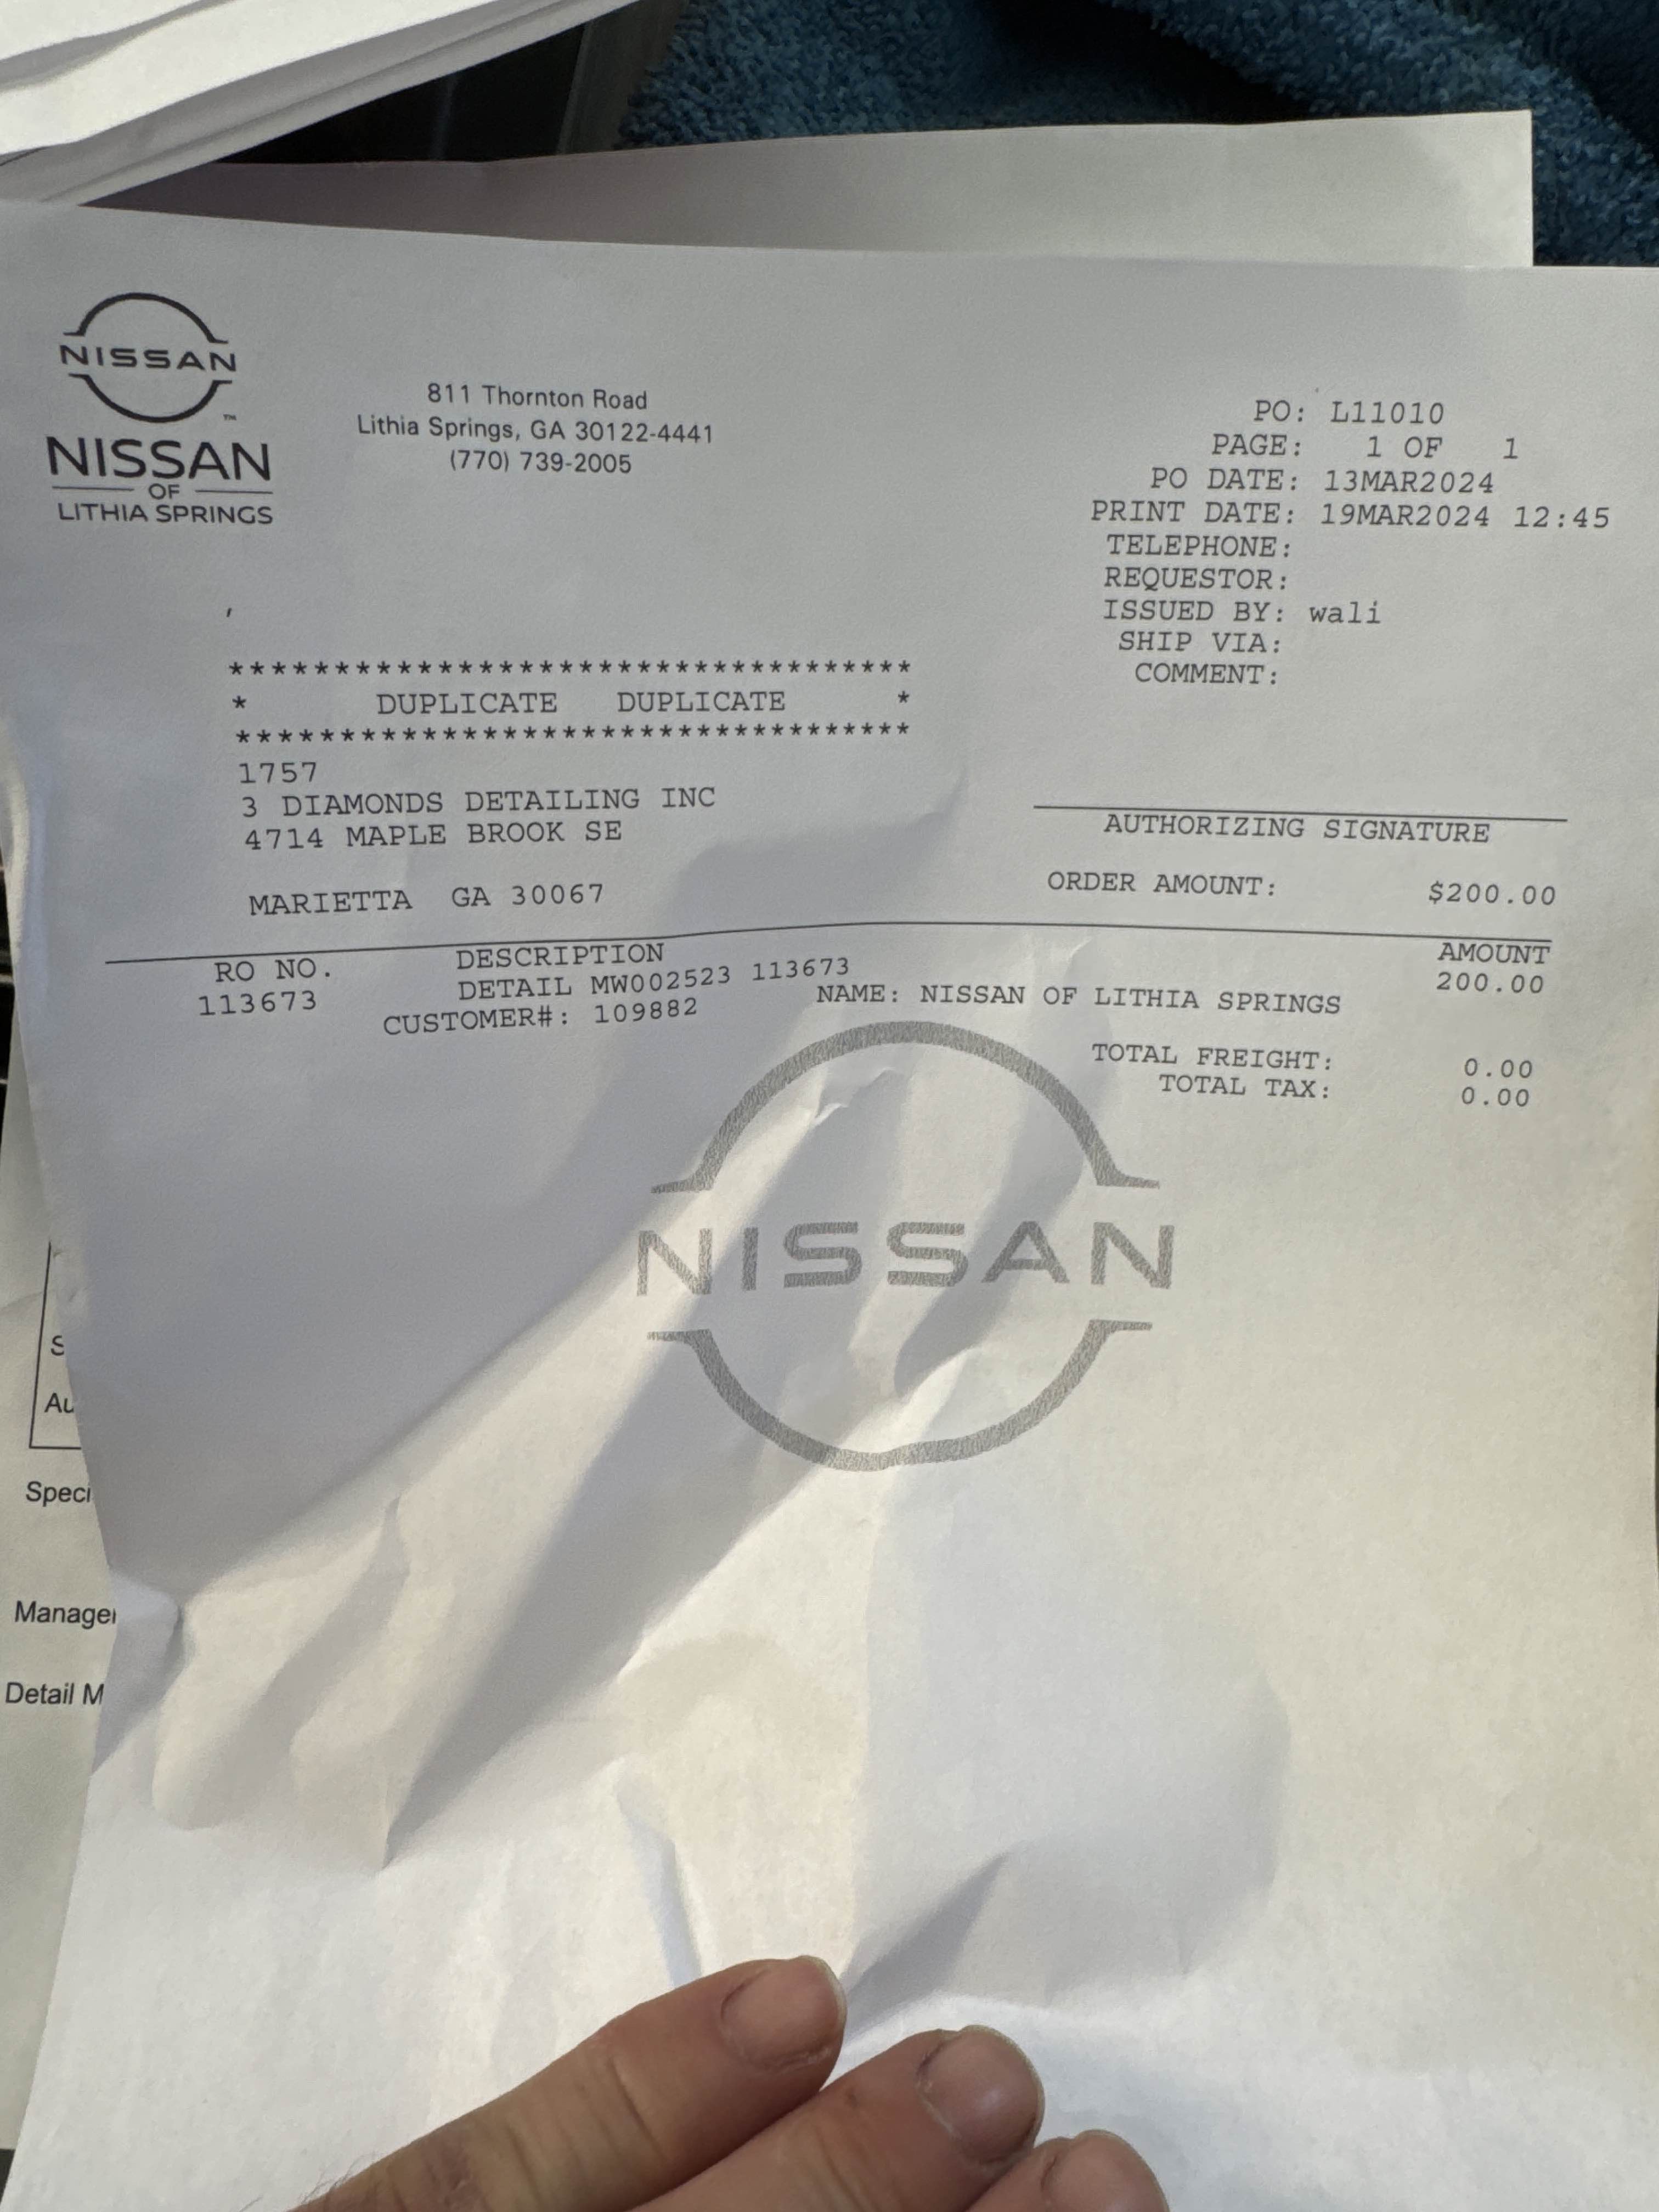 NISSAN
™
NISSAN
OF
LITHIA SPRINGS
811 Thornton Road
Lithia Springs, GA 30122-4441
(770) 739-2005
PO: L11010
PAGE: 1 OF 1
PO DATE: 13MAR2024
PRINT DATE: 19MAR2024 12:45
TELEPHONE:
REQUESTOR:
ISSUED BY: wali
SHIP VIA:
COMMENT:
*********************************
* DUPLICATE DUPLICATE *
*********************************
1757
3 DIAMONDS DETAILING INC
4714 MAPLE BROOK SE
MARIETTA GA 30067
AUTHORIZING SIGNATURE
ORDER AMOUNT: $200.00
RO NO. DESCRIPTION AMOUNT
113673 DETAIL MW002523 113673 200.00
CUSTOMER#: 109882 NAME: NISSAN OF LITHIA SPRINGS
TOTAL FREIGHT: 0.00
TOTAL TAX: 0.00
NISSAN
S
Au
Speci
Manager
Detail M